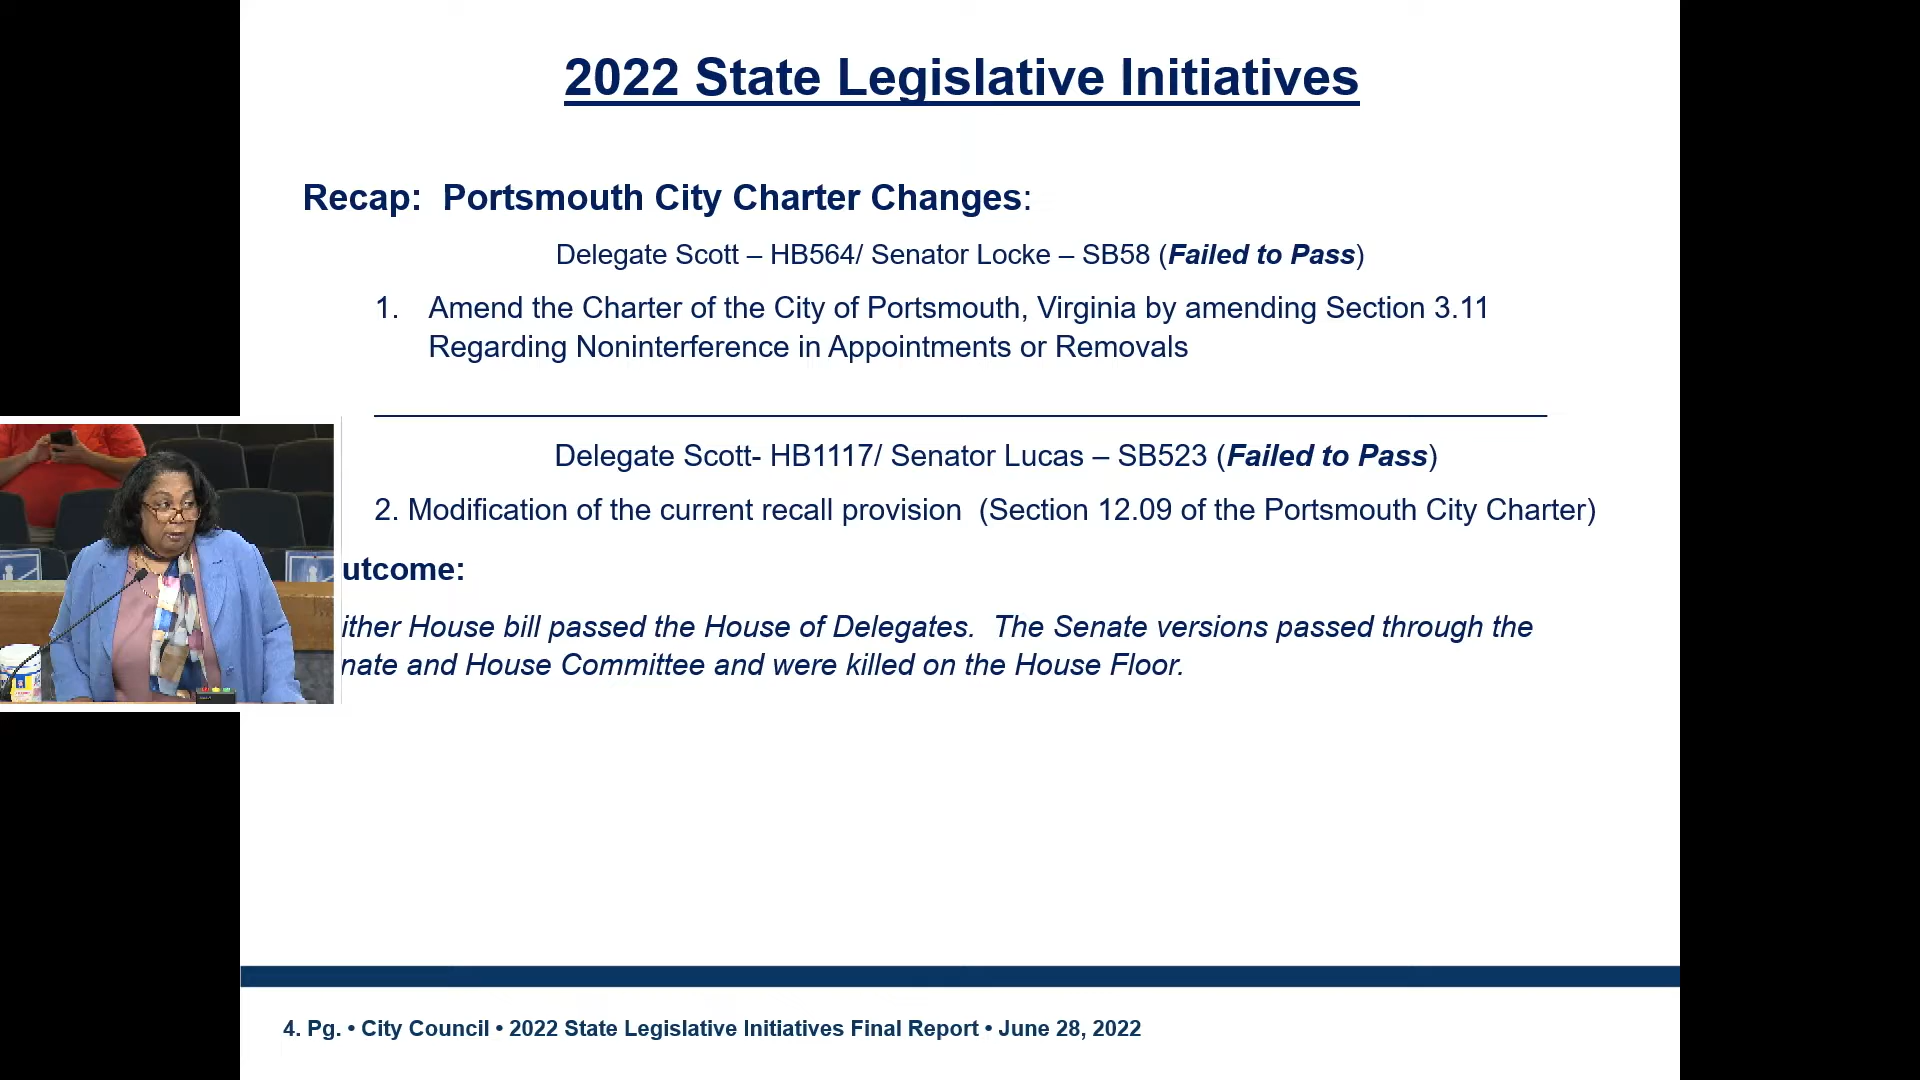 2022 State Legislative Initiatives
Recap: Portsmouth City Charter Changes:
Delegate Scott – HB564/ Senator Locke – SB58 (Failed to Pass)
1. Amend the Charter of the City of Portsmouth, Virginia by amending Section 3.11
Regarding Noninterference in Appointments or Removals
Delegate Scott- HB1117/ Senator Lucas – SB523 (Failed to Pass)
2. Modification of the current recall provision (Section 12.09 of the Portsmouth City Charter)
utcome:
ither House bill passed the House of Delegates. The Senate versions passed through the
nate and House Committee and were killed on the House Floor.
4. Pg. • City Council • 2022 State Legislative Initiatives Final Report • June 28, 2022